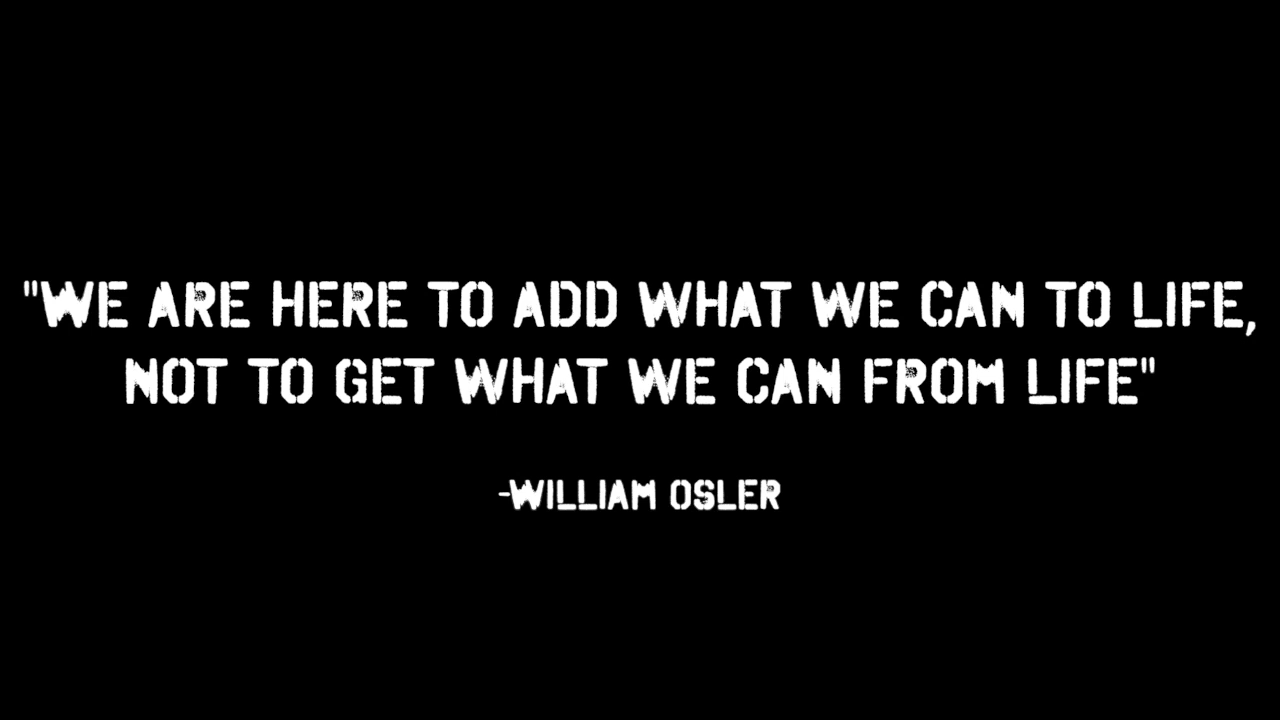 "WE ARE HERE TO ADD WHAT WE CAN TO LIFE,
NOT TO GET WHAT WE CAN FROM LIFE"
-WILLIAM OSLER